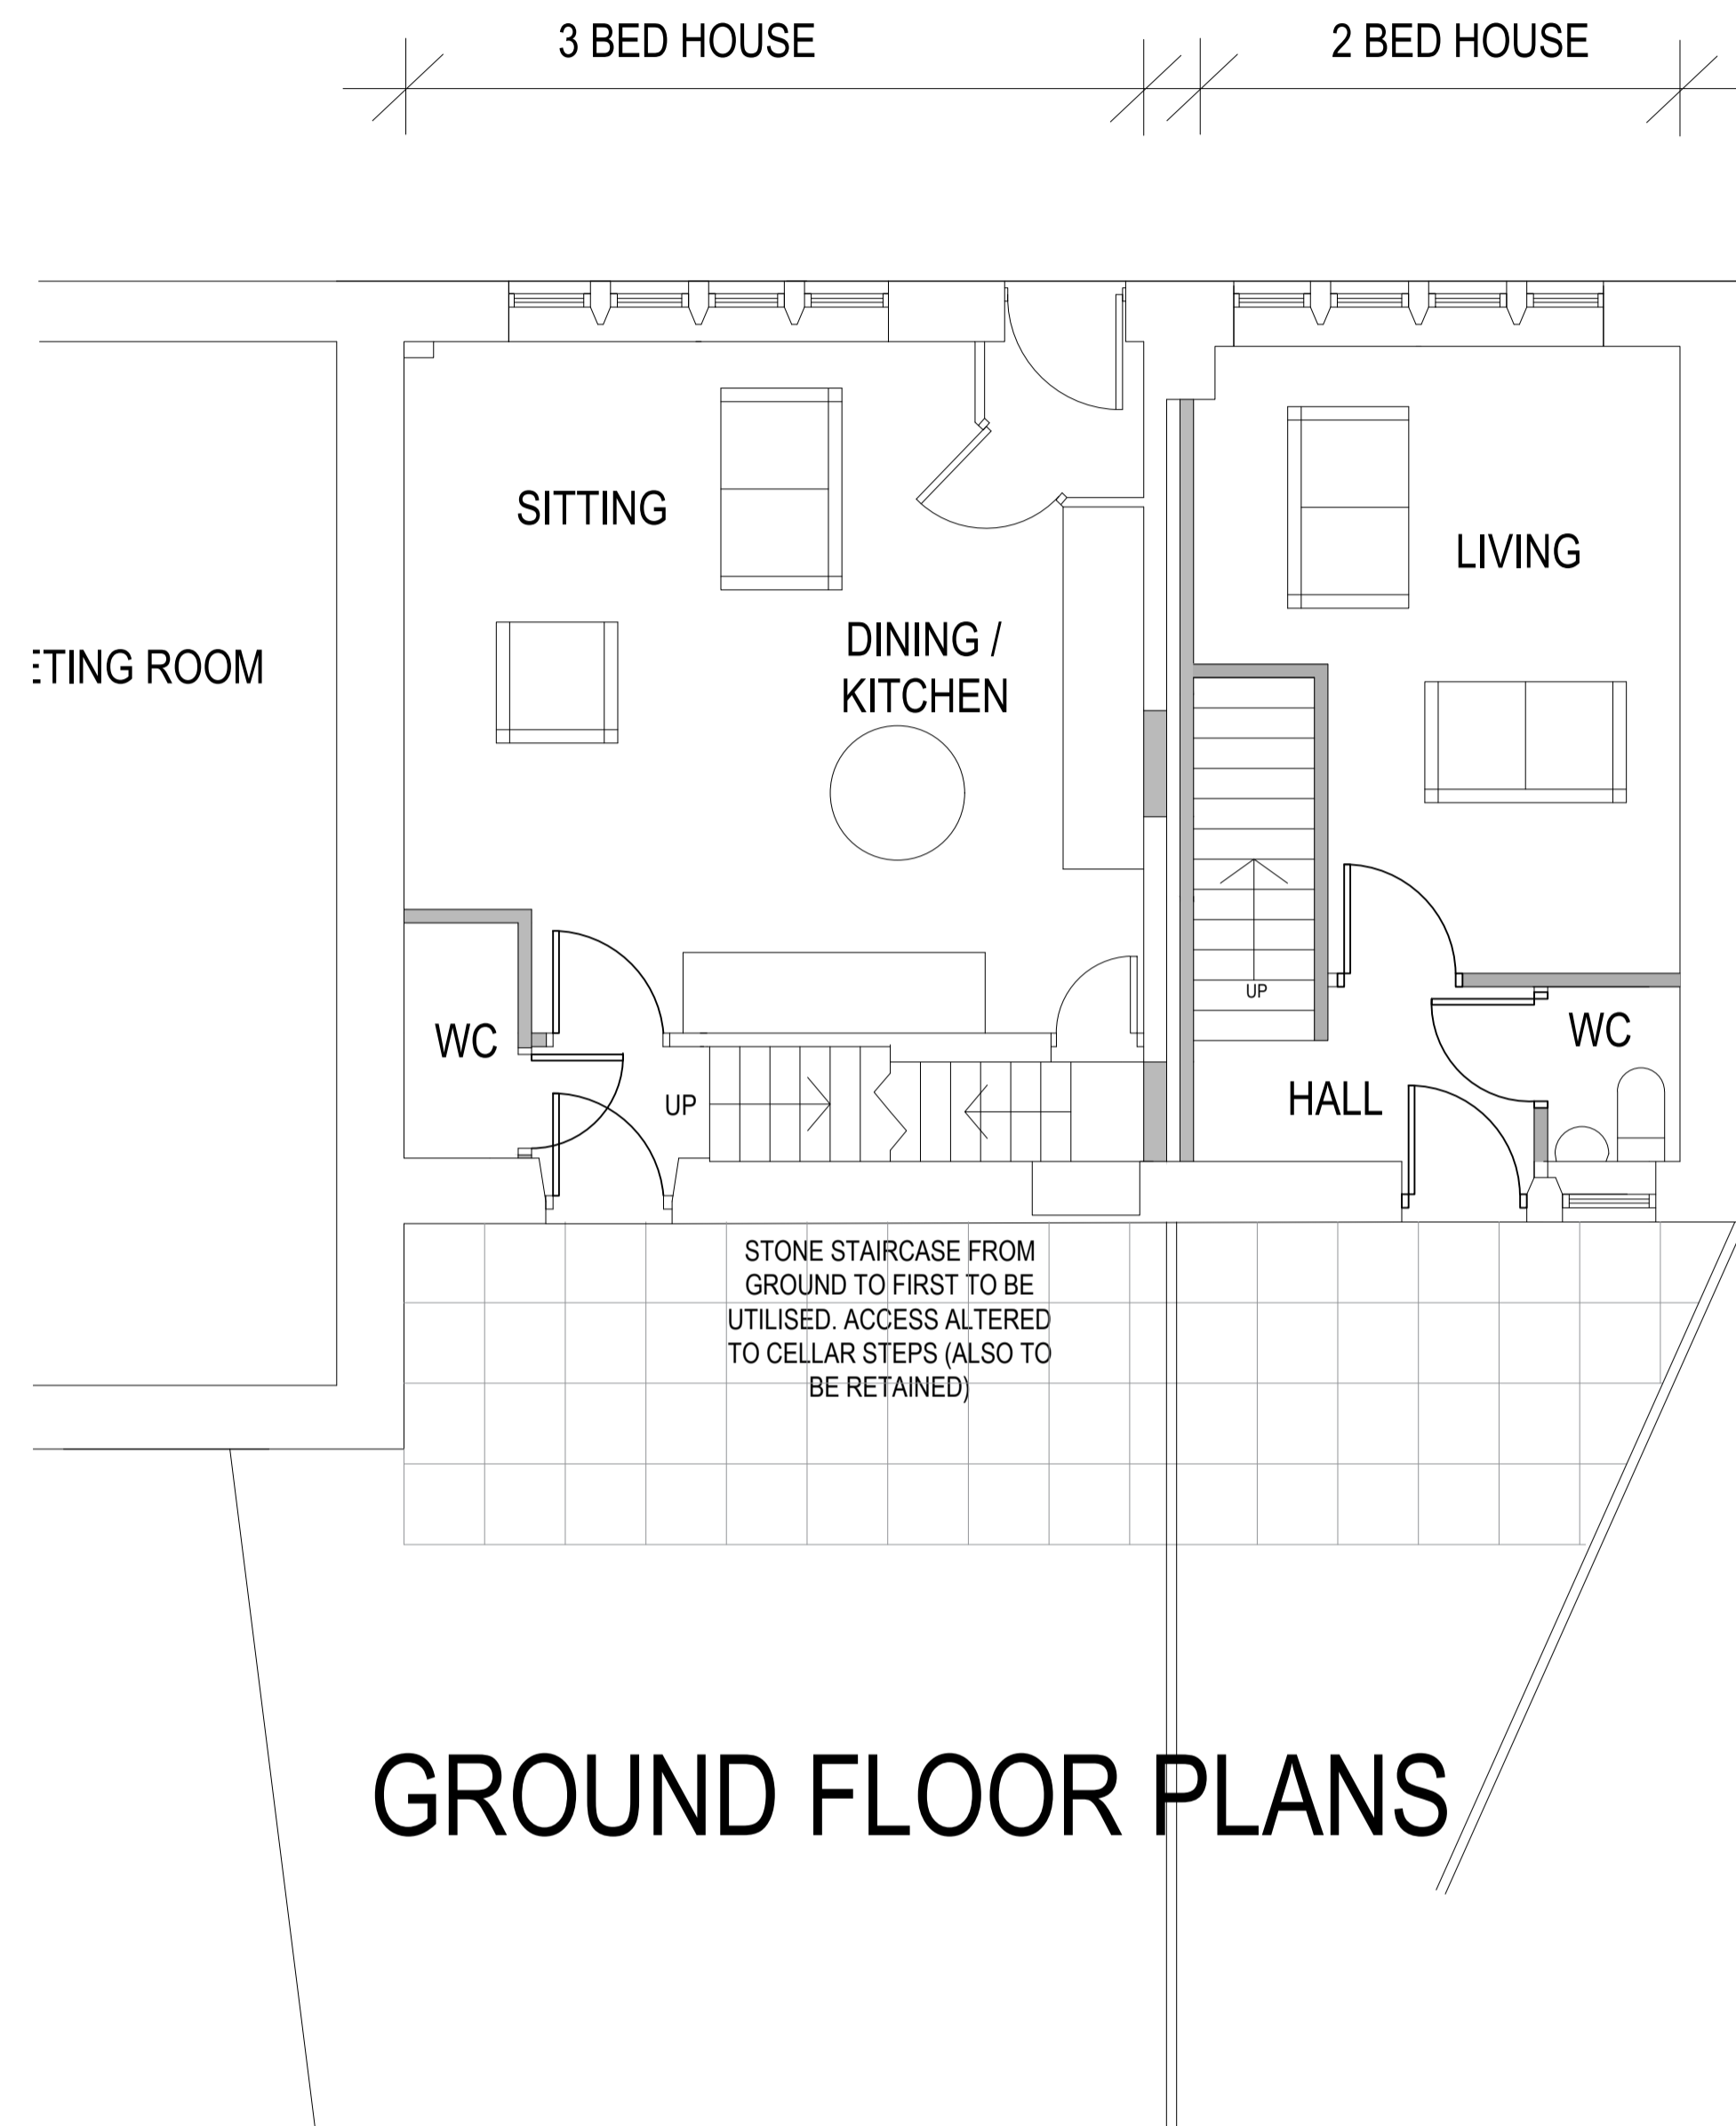 3 BED HOUSE
2 BED HOUSE
SITTING
LIVING
DINING /
KITCHEN
ETING ROOM
UP
WC
WC
HALL
UP
STONE STAIRCASE FROM
GROUND TO FIRST TO BE
UTILISED. ACCESS ALTERED
TO CELLAR STEPS (ALSO TO
BE RETAINED)
GROUND FLOOR PLANS